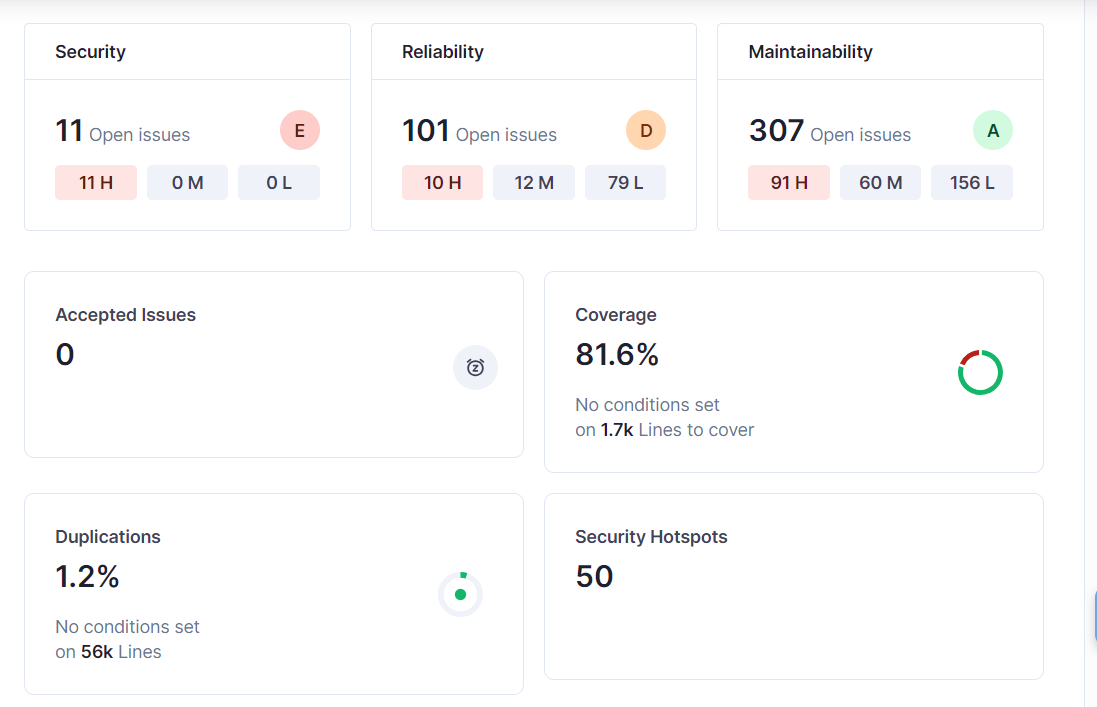 Security
Reliability
Maintainability
11 Open issues E
101 Open issues D
307 Open issues A
11 H 0 M 0 L
10 H 12 M 79 L
91 H 60 M 156 L
Accepted Issues
0
Coverage
81.6%
No conditions set
on 1.7k Lines to cover
Duplications
1.2%
No conditions set
on 56k Lines
Security Hotspots
50